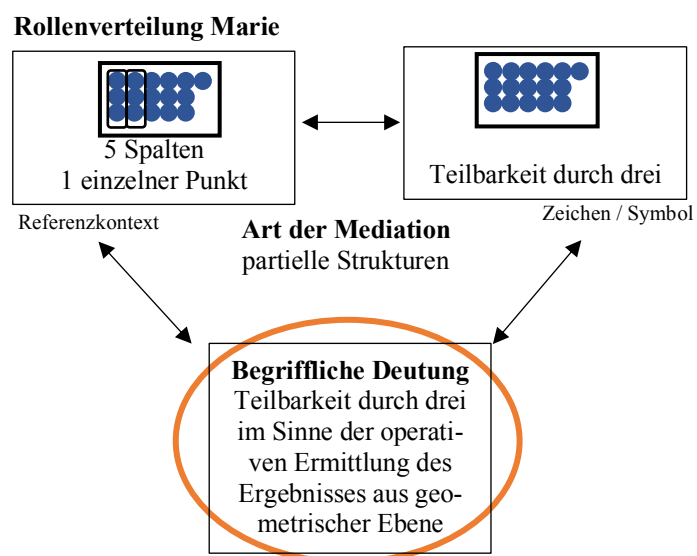 Rollenverteilung Marie
5 Spalten
1 einzelner Punkt
Teilbarkeit durch drei
Referenzkontext
Zeichen / Symbol
Art der Mediation
partielle Strukturen
Begriffliche Deutung
Teilbarkeit durch drei
im Sinne der operati-
ven Ermittlung des
Ergebnisses aus geo-
metrischer Ebene